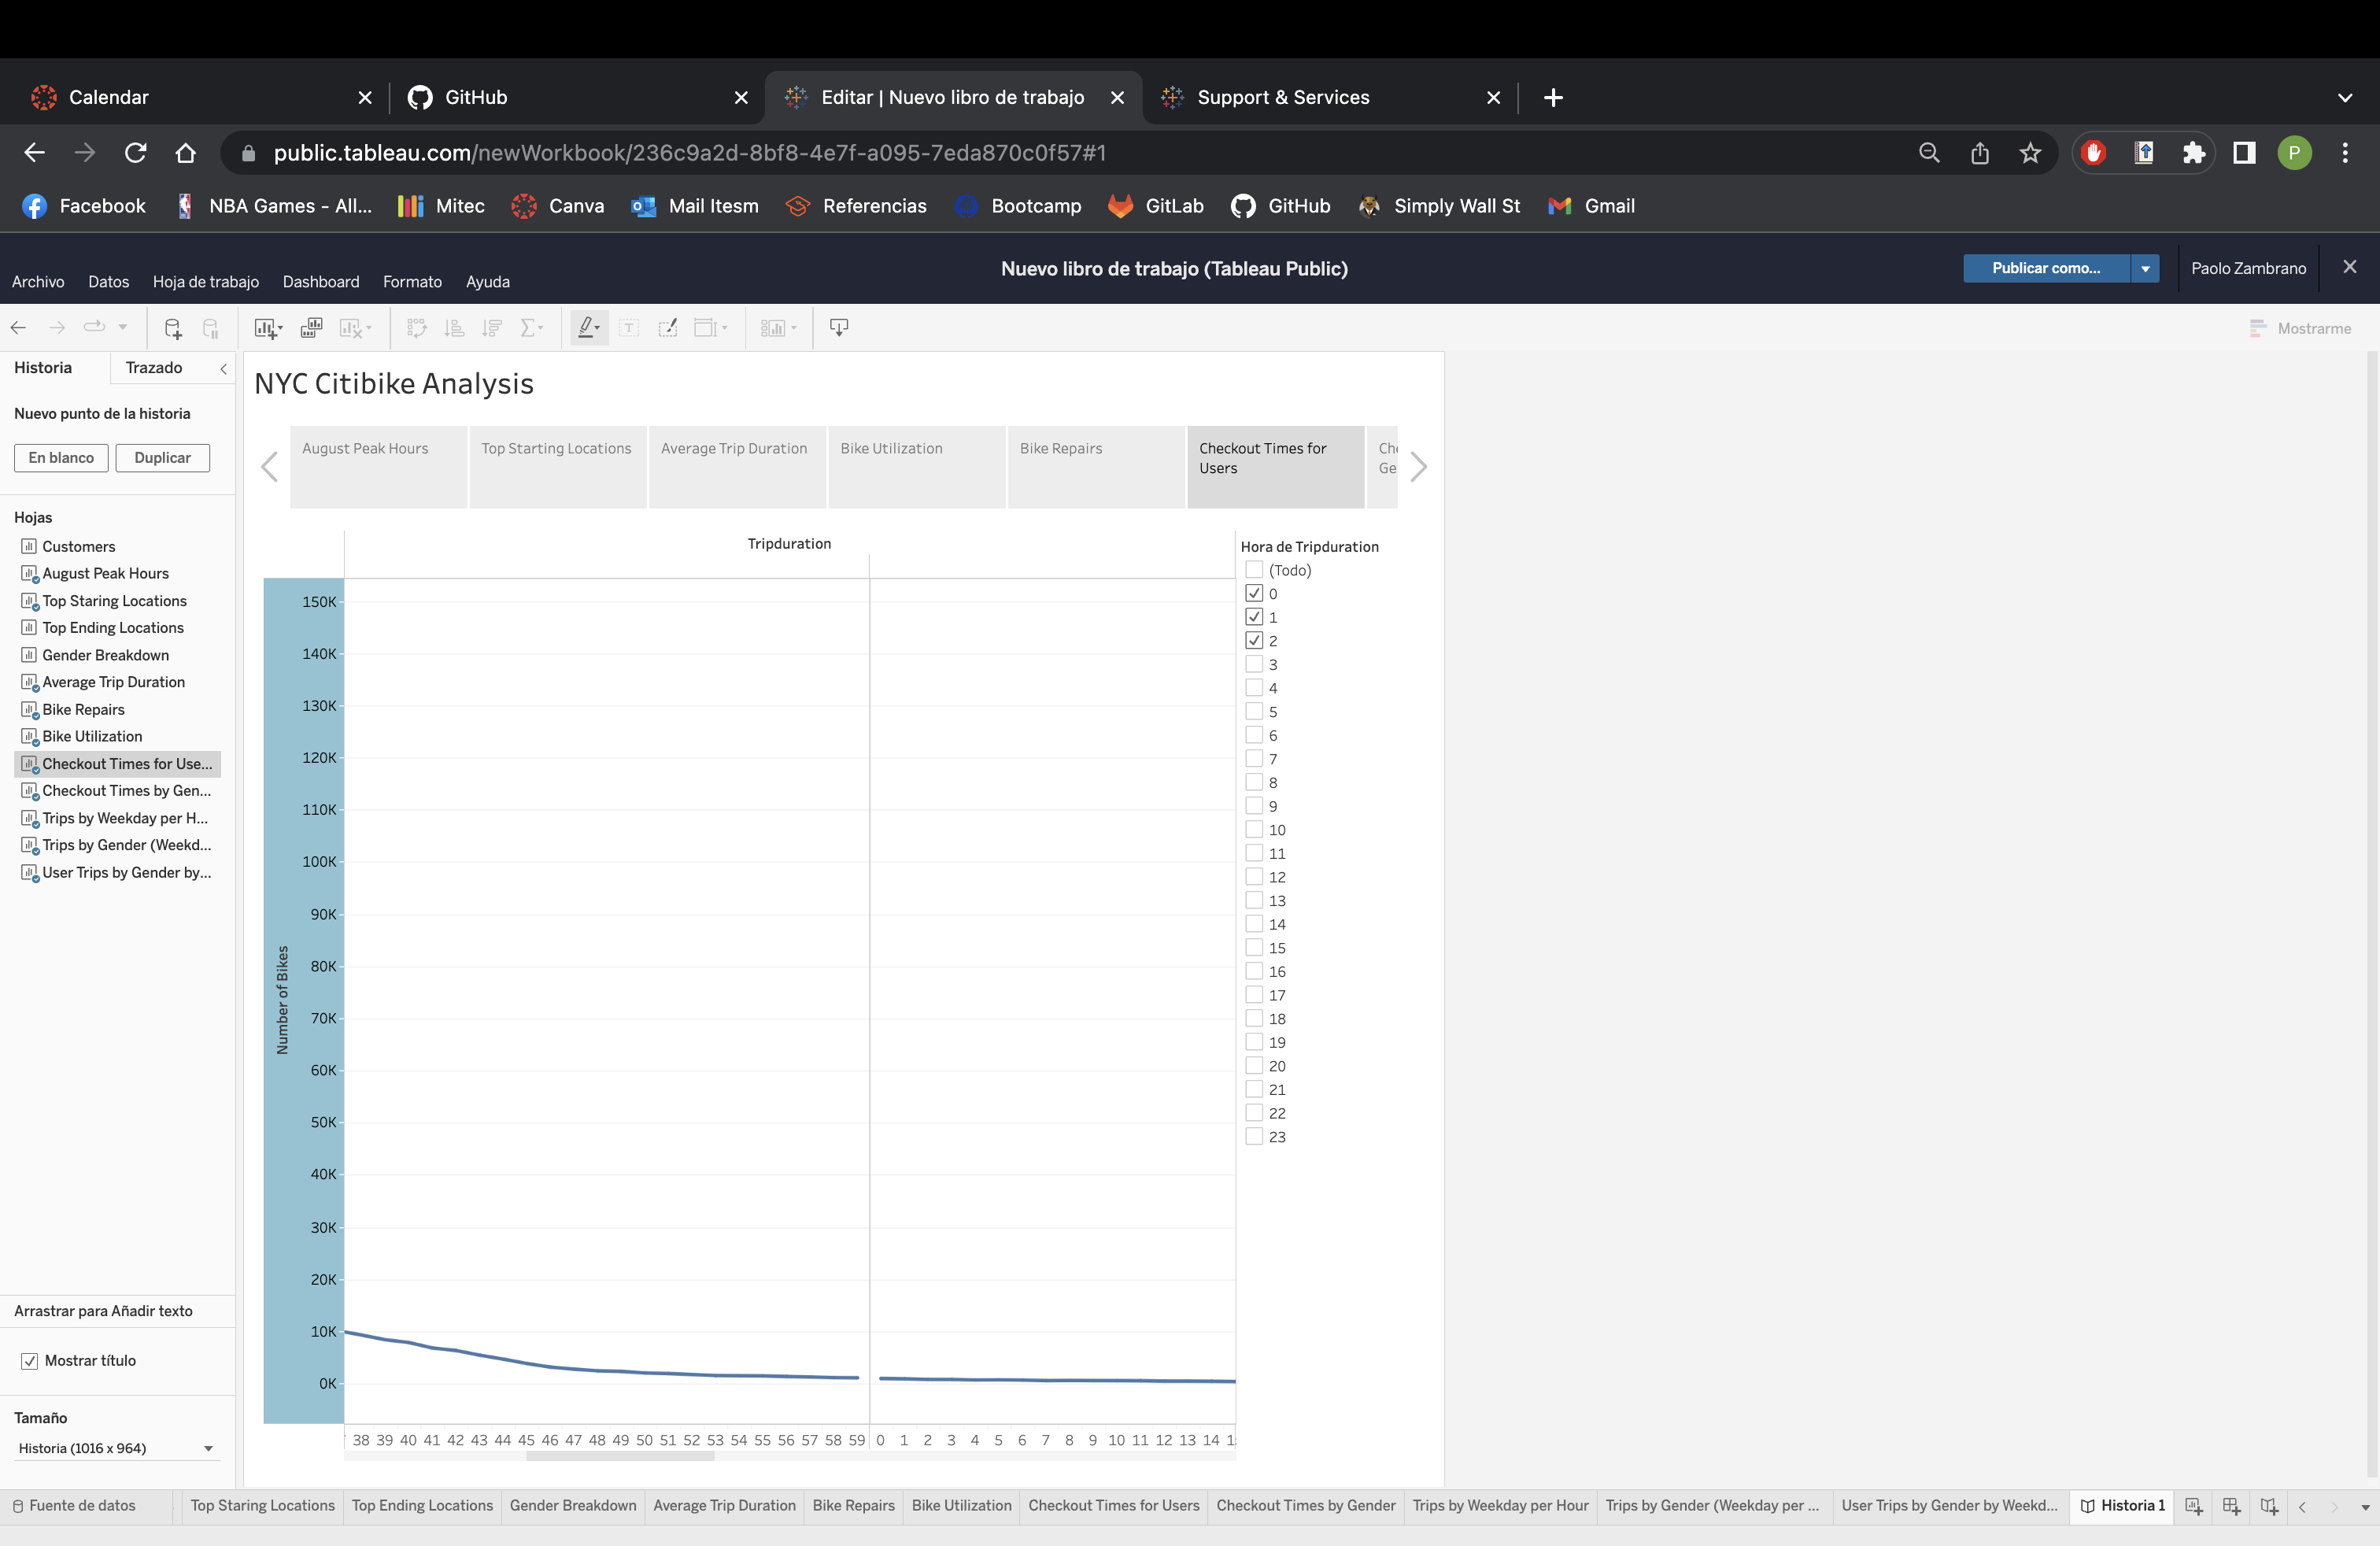 Calendar
GitHub
Editar | Nuevo libro de trabajo
Support & Services
public.tableau.com/newWorkbook/236c9a2d-8bf8-4e7f-a095-7eda870c0f57#1
P
Facebook
NBA Games - All...
Mitec
Canva
Mail Itesm
Referencias
Bootcamp
GitLab
GitHub
Simply Wall St
Gmail
Archivo
Datos
Hoja de trabajo
Dashboard
Formato
Ayuda
Nuevo libro de trabajo (Tableau Public)
Publicar como...
Paolo Zambrano
Mostrarme
Historia
Trazado
Nuevo punto de la historia
En blanco
Duplicar
Hojas
Customers
August Peak Hours
Top Staring Locations
Top Ending Locations
Gender Breakdown
Average Trip Duration
Bike Repairs
Bike Utilization
Checkout Times for Use...
Checkout Times by Gen...
Trips by Weekday per H...
Trips by Gender (Weekd...
User Trips by Gender by...
Arrastrar para Añadir texto
Mostrar título
Tamaño
Historia (1016 x 964)
NYC Citibike Analysis
August Peak Hours
Top Starting Locations
Average Trip Duration
Bike Utilization
Bike Repairs
Checkout Times for
Users
Che
Ge
Tripduration
150K
140K
130K
120K
110K
100K
90K
80K
70K
60K
50K
40K
30K
20K
10K
0K
Number of Bikes
38 39 40 41 42 43 44 45 46 47 48 49 50 51 52 53 54 55 56 57 58 59 0 1 2 3 4 5 6 7 8 9 10 11 12 13 14
Hora de Tripduration
(Todo)
0
1
2
3
4
5
6
7
8
9
10
11
12
13
14
15
16
17
18
19
20
21
22
23
Fuente de datos
Top Staring Locations
Top Ending Locations
Gender Breakdown
Average Trip Duration
Bike Repairs
Bike Utilization
Checkout Times for Users
Checkout Times by Gender
Trips by Weekday per Hour
Trips by Gender (Weekday per ...
User Trips by Gender by Weekd...
Historia 1